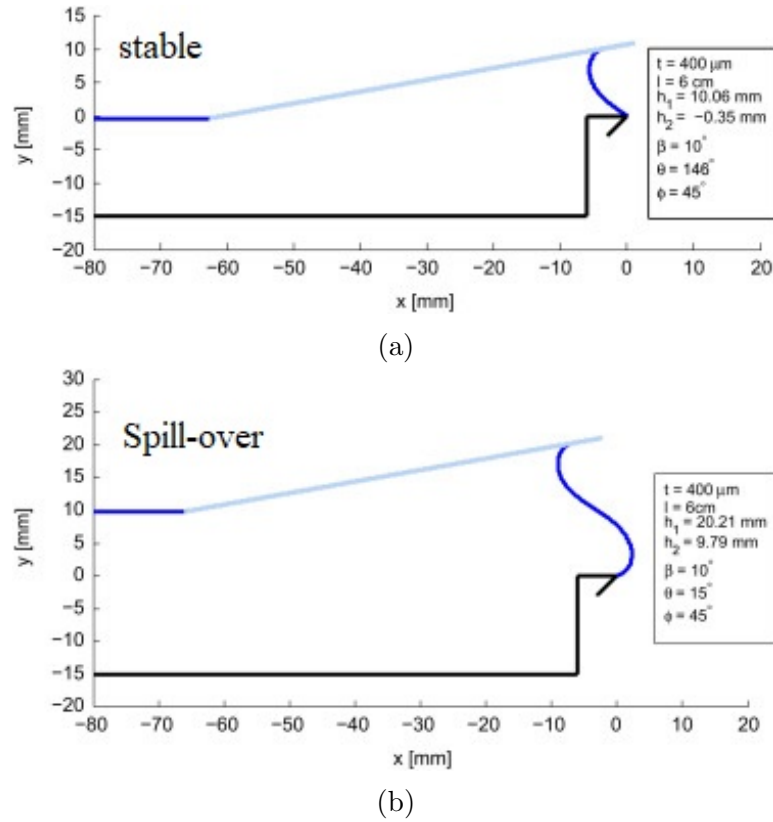 15
10
5
0
−5
−10
−15
−20
y [mm]
stable
t = 400 μm
l = 6 cm
h₁ = 10.06 mm
h₂ = −0.35 mm
β = 10°
θ = 146°
φ = 45°
−80 −70 −60 −50 −40 −30 −20 −10 0 10 20
x [mm]
(a)
30
25
20
15
10
5
0
−5
−10
−15
−20
y [mm]
Spill-over
t = 400 μm
l = 6cm
h₁ = 20.21 mm
h₂ = 9.79 mm
β = 10°
θ = 15°
φ = 45°
−80 −70 −60 −50 −40 −30 −20 −10 0 10 20
x [mm]
(b)